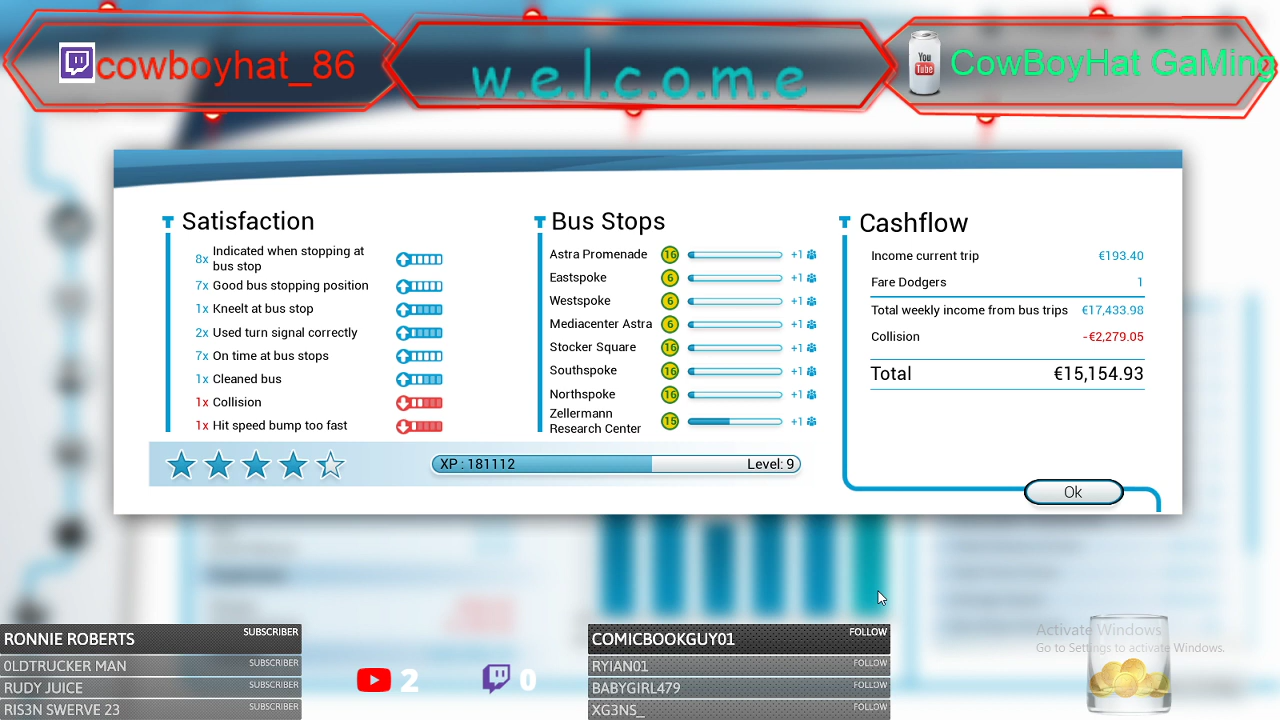 cowboyhat_86
w.e.l.c.o.m.e
You
Tube
CowBoyHat GaMing
Satisfaction
8x Indicated when stopping at
bus stop
7x Good bus stopping position
1x Kneelt at bus stop
2x Used turn signal correctly
7x On time at bus stops
1x Cleaned bus
1x Collision
1x Hit speed bump too fast
XP : 181112 Level: 9
Bus Stops
Astra Promenade 16 +1
Eastspoke 6 +1
Westspoke 6 +1
Mediacenter Astra 6 +1
Stocker Square 16 +1
Southspoke 16 +1
Northspoke 16 +1
Zellermann
Research Center 15 +1
Cashflow
Income current trip €193.40
Fare Dodgers 1
Total weekly income from bus trips €17,433.98
Collision -€2,279.05
Total €15,154.93
Ok
RONNIE ROBERTS SUBSCRIBER
0LDTRUCKER MAN SUBSCRIBER
RUDY JUICE SUBSCRIBER
RIS3N SWERVE 23 SUBSCRIBER
2
0
COMICBOOKGUY01 FOLLOW
RYIAN01 FOLLOW
BABYGIRL479 FOLLOW
XG3NS_ FOLLOW
Activate Windows
Go to Settings to activate Windows.